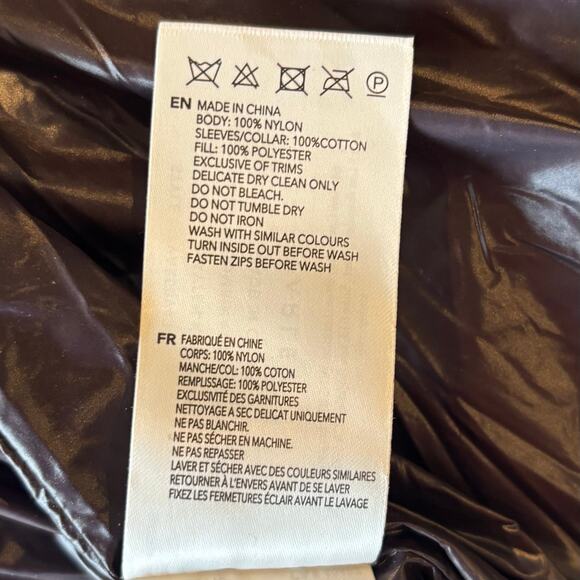 P
EN MADE IN CHINA
BODY: 100% NYLON
SLEEVES/COLLAR: 100%COTTON
FILL: 100% POLYESTER
EXCLUSIVE OF TRIMS
DELICATE DRY CLEAN ONLY
DO NOT BLEACH.
DO NOT TUMBLE DRY
DO NOT IRON
WASH WITH SIMILAR COLOURS
TURN INSIDE OUT BEFORE WASH
FASTEN ZIPS BEFORE WASH
FR FABRIQUÉ EN CHINE
CORPS: 100% NYLON
MANCHE/COL: 100% COTON
REMPLISSAGE: 100% POLYESTER
EXCLUSIVITÉ DES GARNITURES
NETTOYAGE A SEC DELICAT UNIQUEMENT
NE PAS BLANCHIR.
NE PAS SÉCHER EN MACHINE.
NE PAS REPASSER
LAVER ET SÉCHER AVEC DES COULEURS SIMILAIRES
RETOURNER À L'ENVERS AVANT DE SE LAVER
FIXEZ LES FERMETURES ÉCLAIR AVANT LE LAVAGE